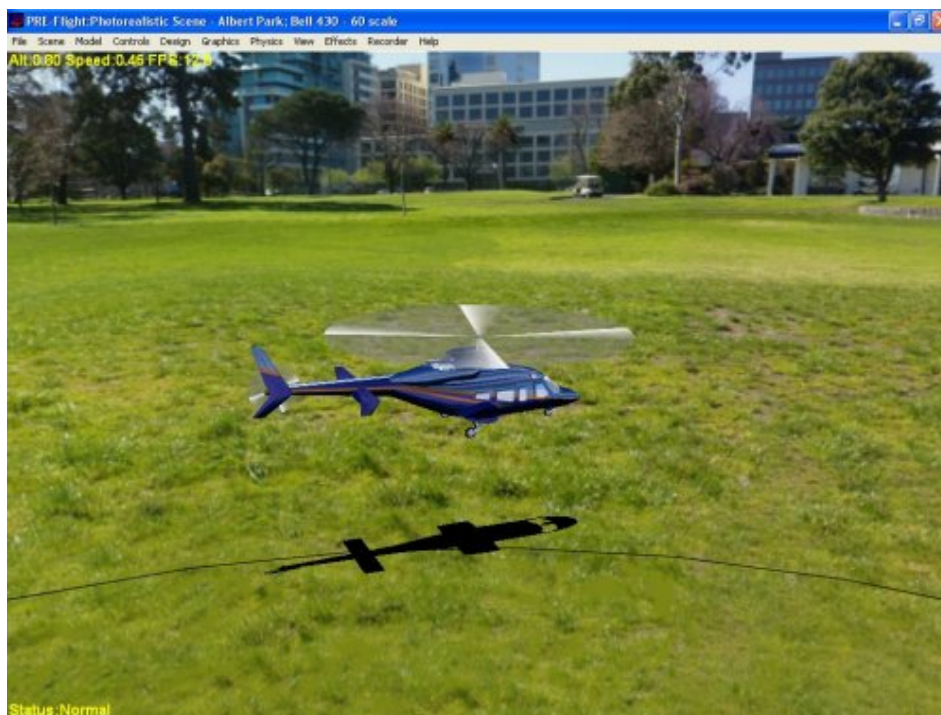 PRE-Flight:Photorealistic Scene - Albert Park; Bell 430 - 60 scale
File Scene Model Controls Design Graphics Physics View Effects Recorder Help
Alt:0.80 Speed:0.46 FPS:
Status:Normal